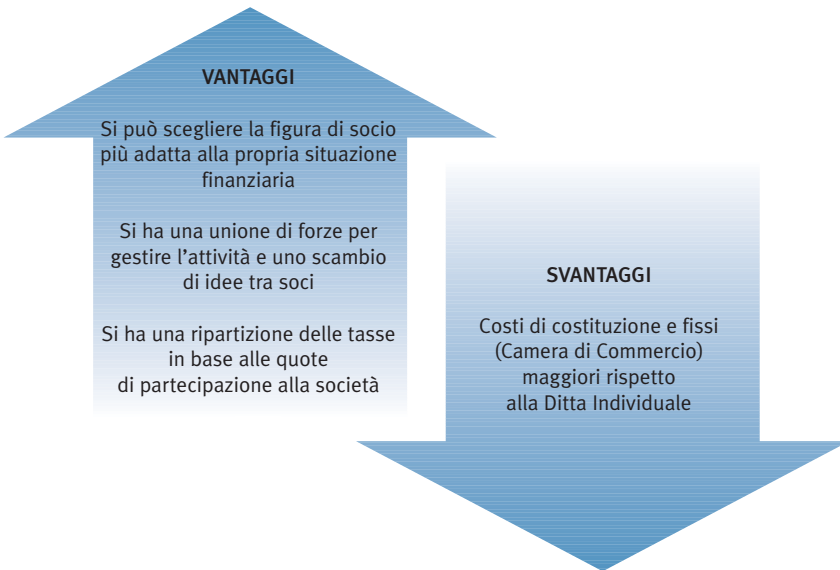 VANTAGGI
Si può scegliere la figura di socio
più adatta alla propria situazione
finanziaria
Si ha una unione di forze per
gestire l’attività e uno scambio
di idee tra soci
Si ha una ripartizione delle tasse
in base alle quote
di partecipazione alla società
SVANTAGGI
Costi di costituzione e fissi
(Camera di Commercio)
maggiori rispetto
alla Ditta Individuale